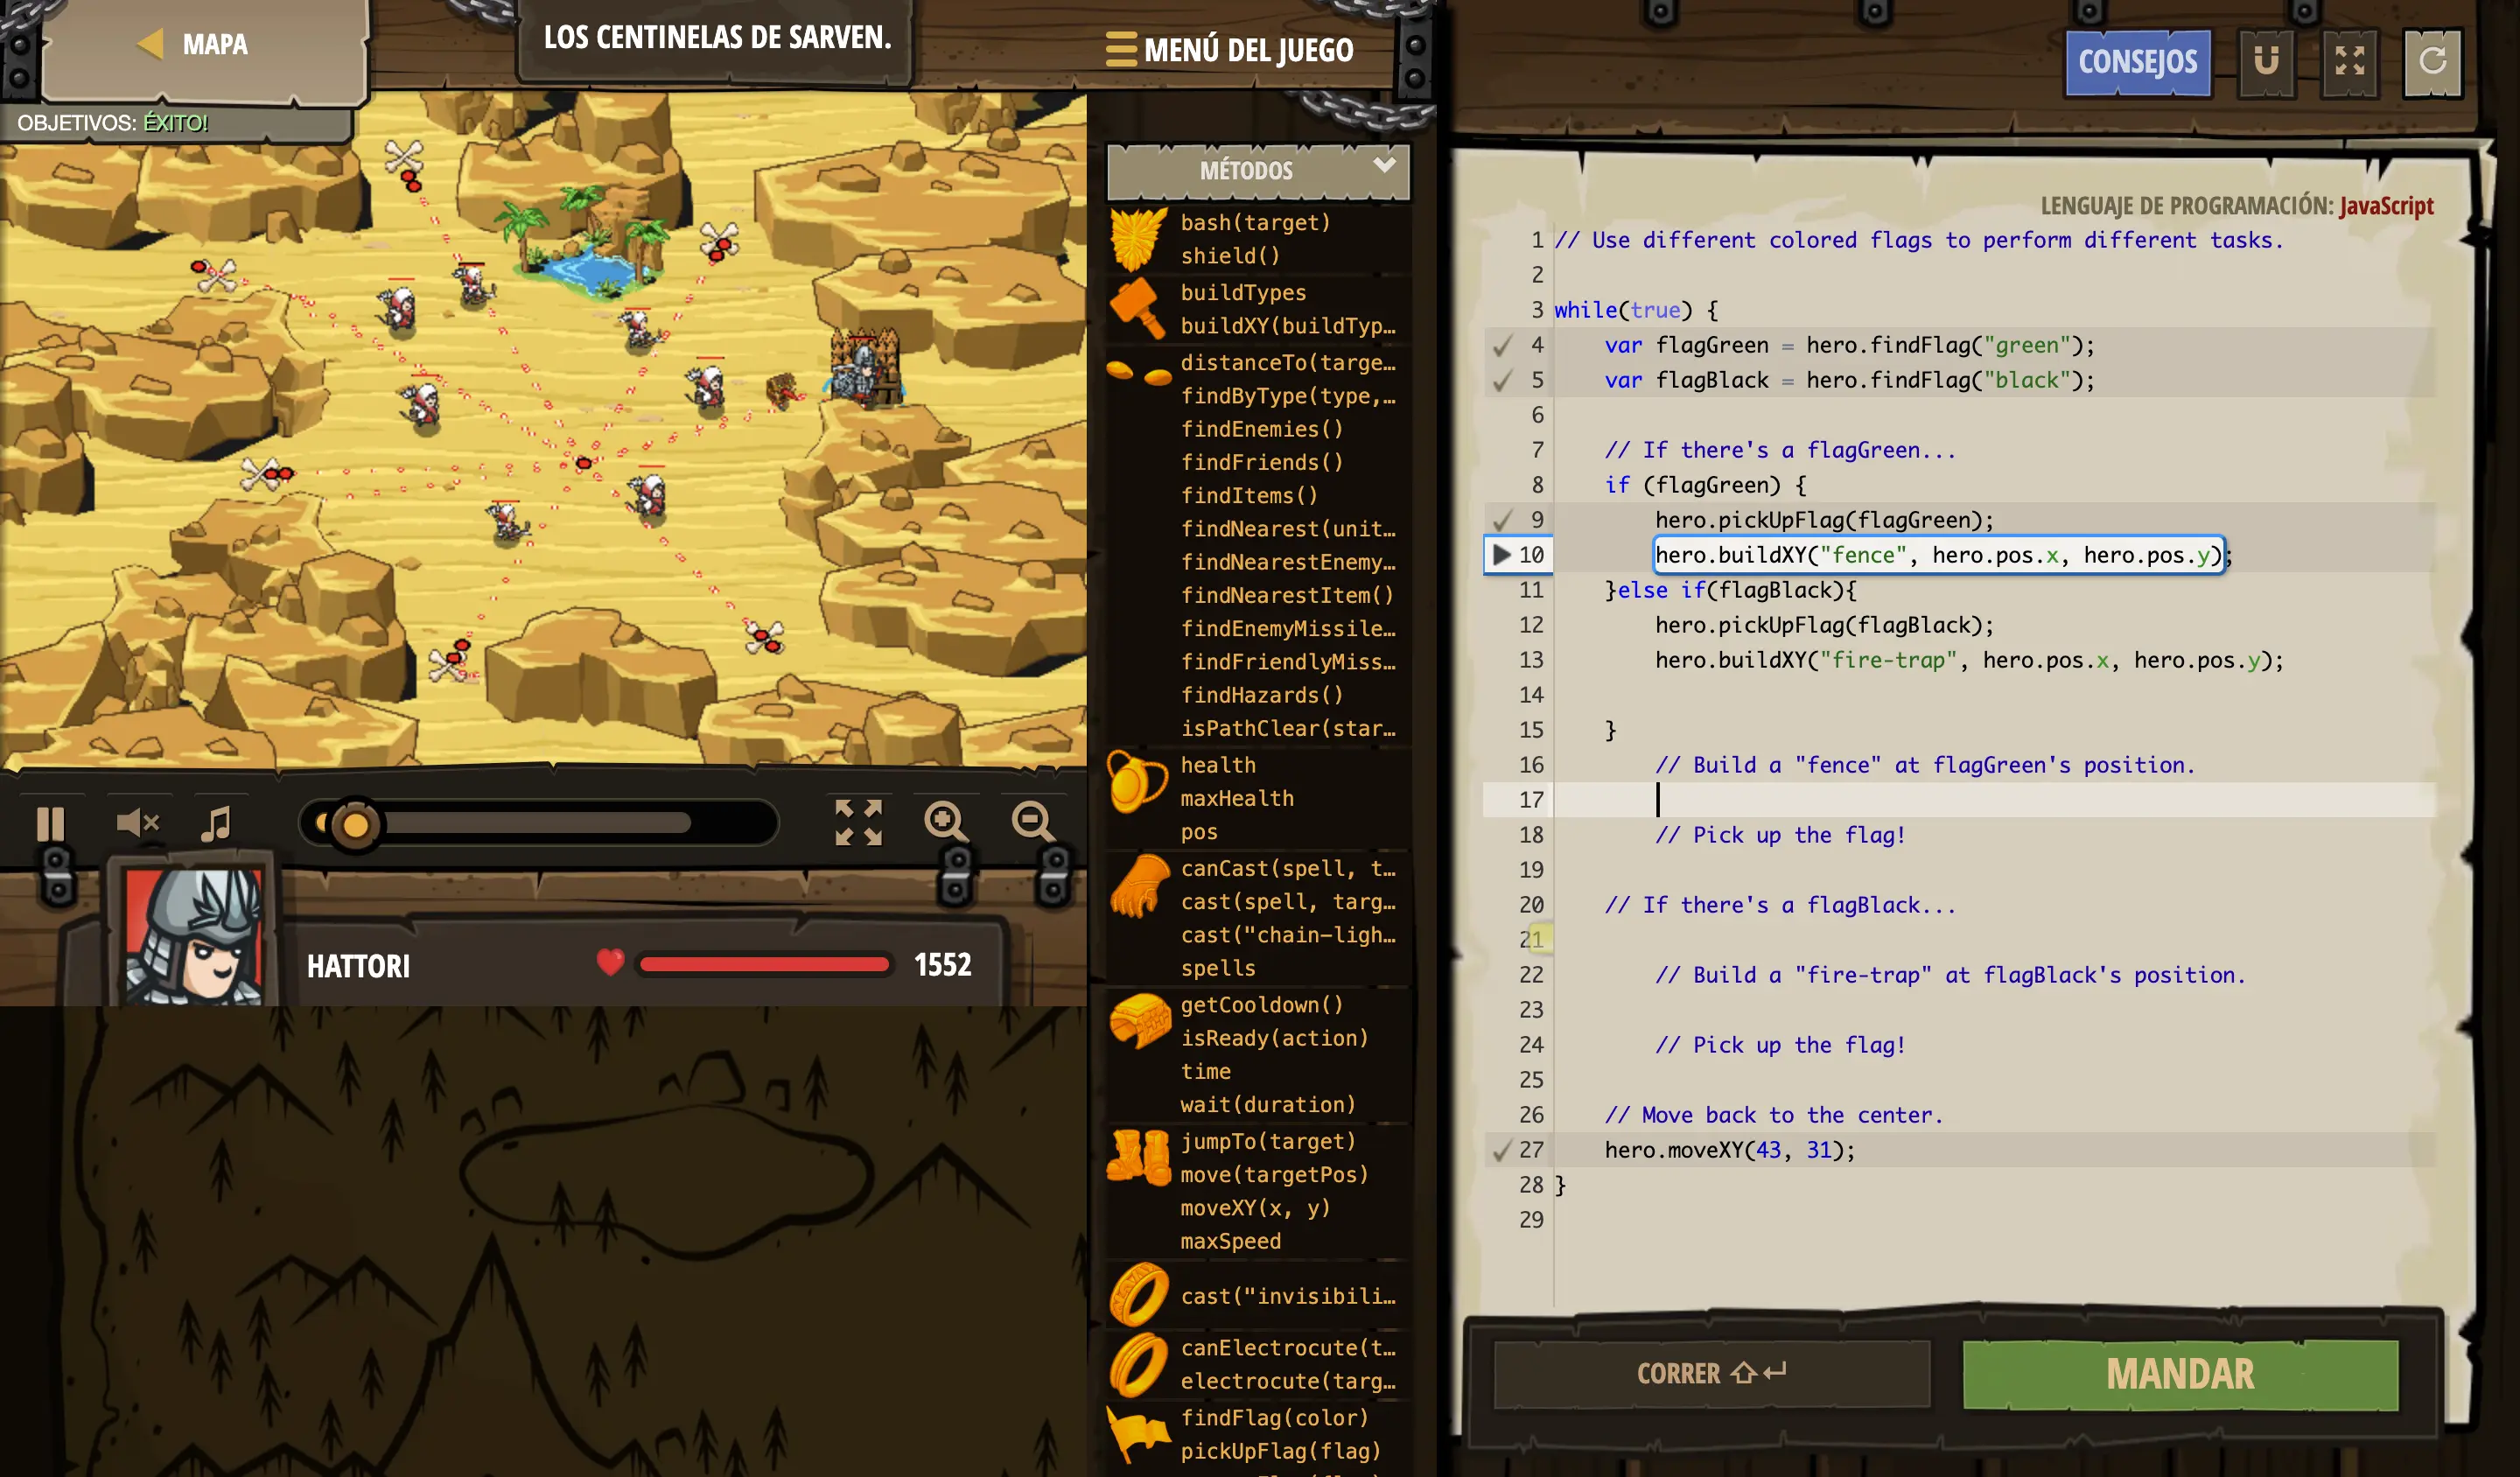 MAPA
LOS CENTINELAS DE SARVEN.
MENÚ DEL JUEGO
CONSEJOS
OBJETIVOS: ÉXITO!
HATTORI
1552
MÉTODOS
bash(target)
shield()
buildTypes
buildXY(buildTyp…
distanceTo(targe…
findByType(type,…
findEnemies()
findFriends()
findItems()
findNearest(unit…
findNearestEnemy…
findNearestItem()
findEnemyMissile…
findFriendlyMiss…
findHazards()
isPathClear(star…
health
maxHealth
pos
canCast(spell, t…
cast(spell, targ…
cast("chain-ligh…
spells
getCooldown()
isReady(action)
time
wait(duration)
jumpTo(target)
move(targetPos)
moveXY(x, y)
maxSpeed
cast("invisibili…
canElectrocute(t…
electrocute(targ…
findFlag(color)
pickUpFlag(flag)
LENGUAJE DE PROGRAMACIÓN: JavaScript
1 // Use different colored flags to perform different tasks.
2
3 while(true) {
4 var flagGreen = hero.findFlag("green");
5 var flagBlack = hero.findFlag("black");
6
7 // If there's a flagGreen...
8 if (flagGreen) {
9 hero.pickUpFlag(flagGreen);
10 hero.buildXY("fence", hero.pos.x, hero.pos.y);
11 }else if(flagBlack){
12 hero.pickUpFlag(flagBlack);
13 hero.buildXY("fire-trap", hero.pos.x, hero.pos.y);
14
15 }
16 // Build a "fence" at flagGreen's position.
17
18 // Pick up the flag!
19
20 // If there's a flagBlack...
21
22 // Build a "fire-trap" at flagBlack's position.
23
24 // Pick up the flag!
25
26 // Move back to the center.
27 hero.moveXY(43, 31);
28 }
29
CORRER
MANDAR